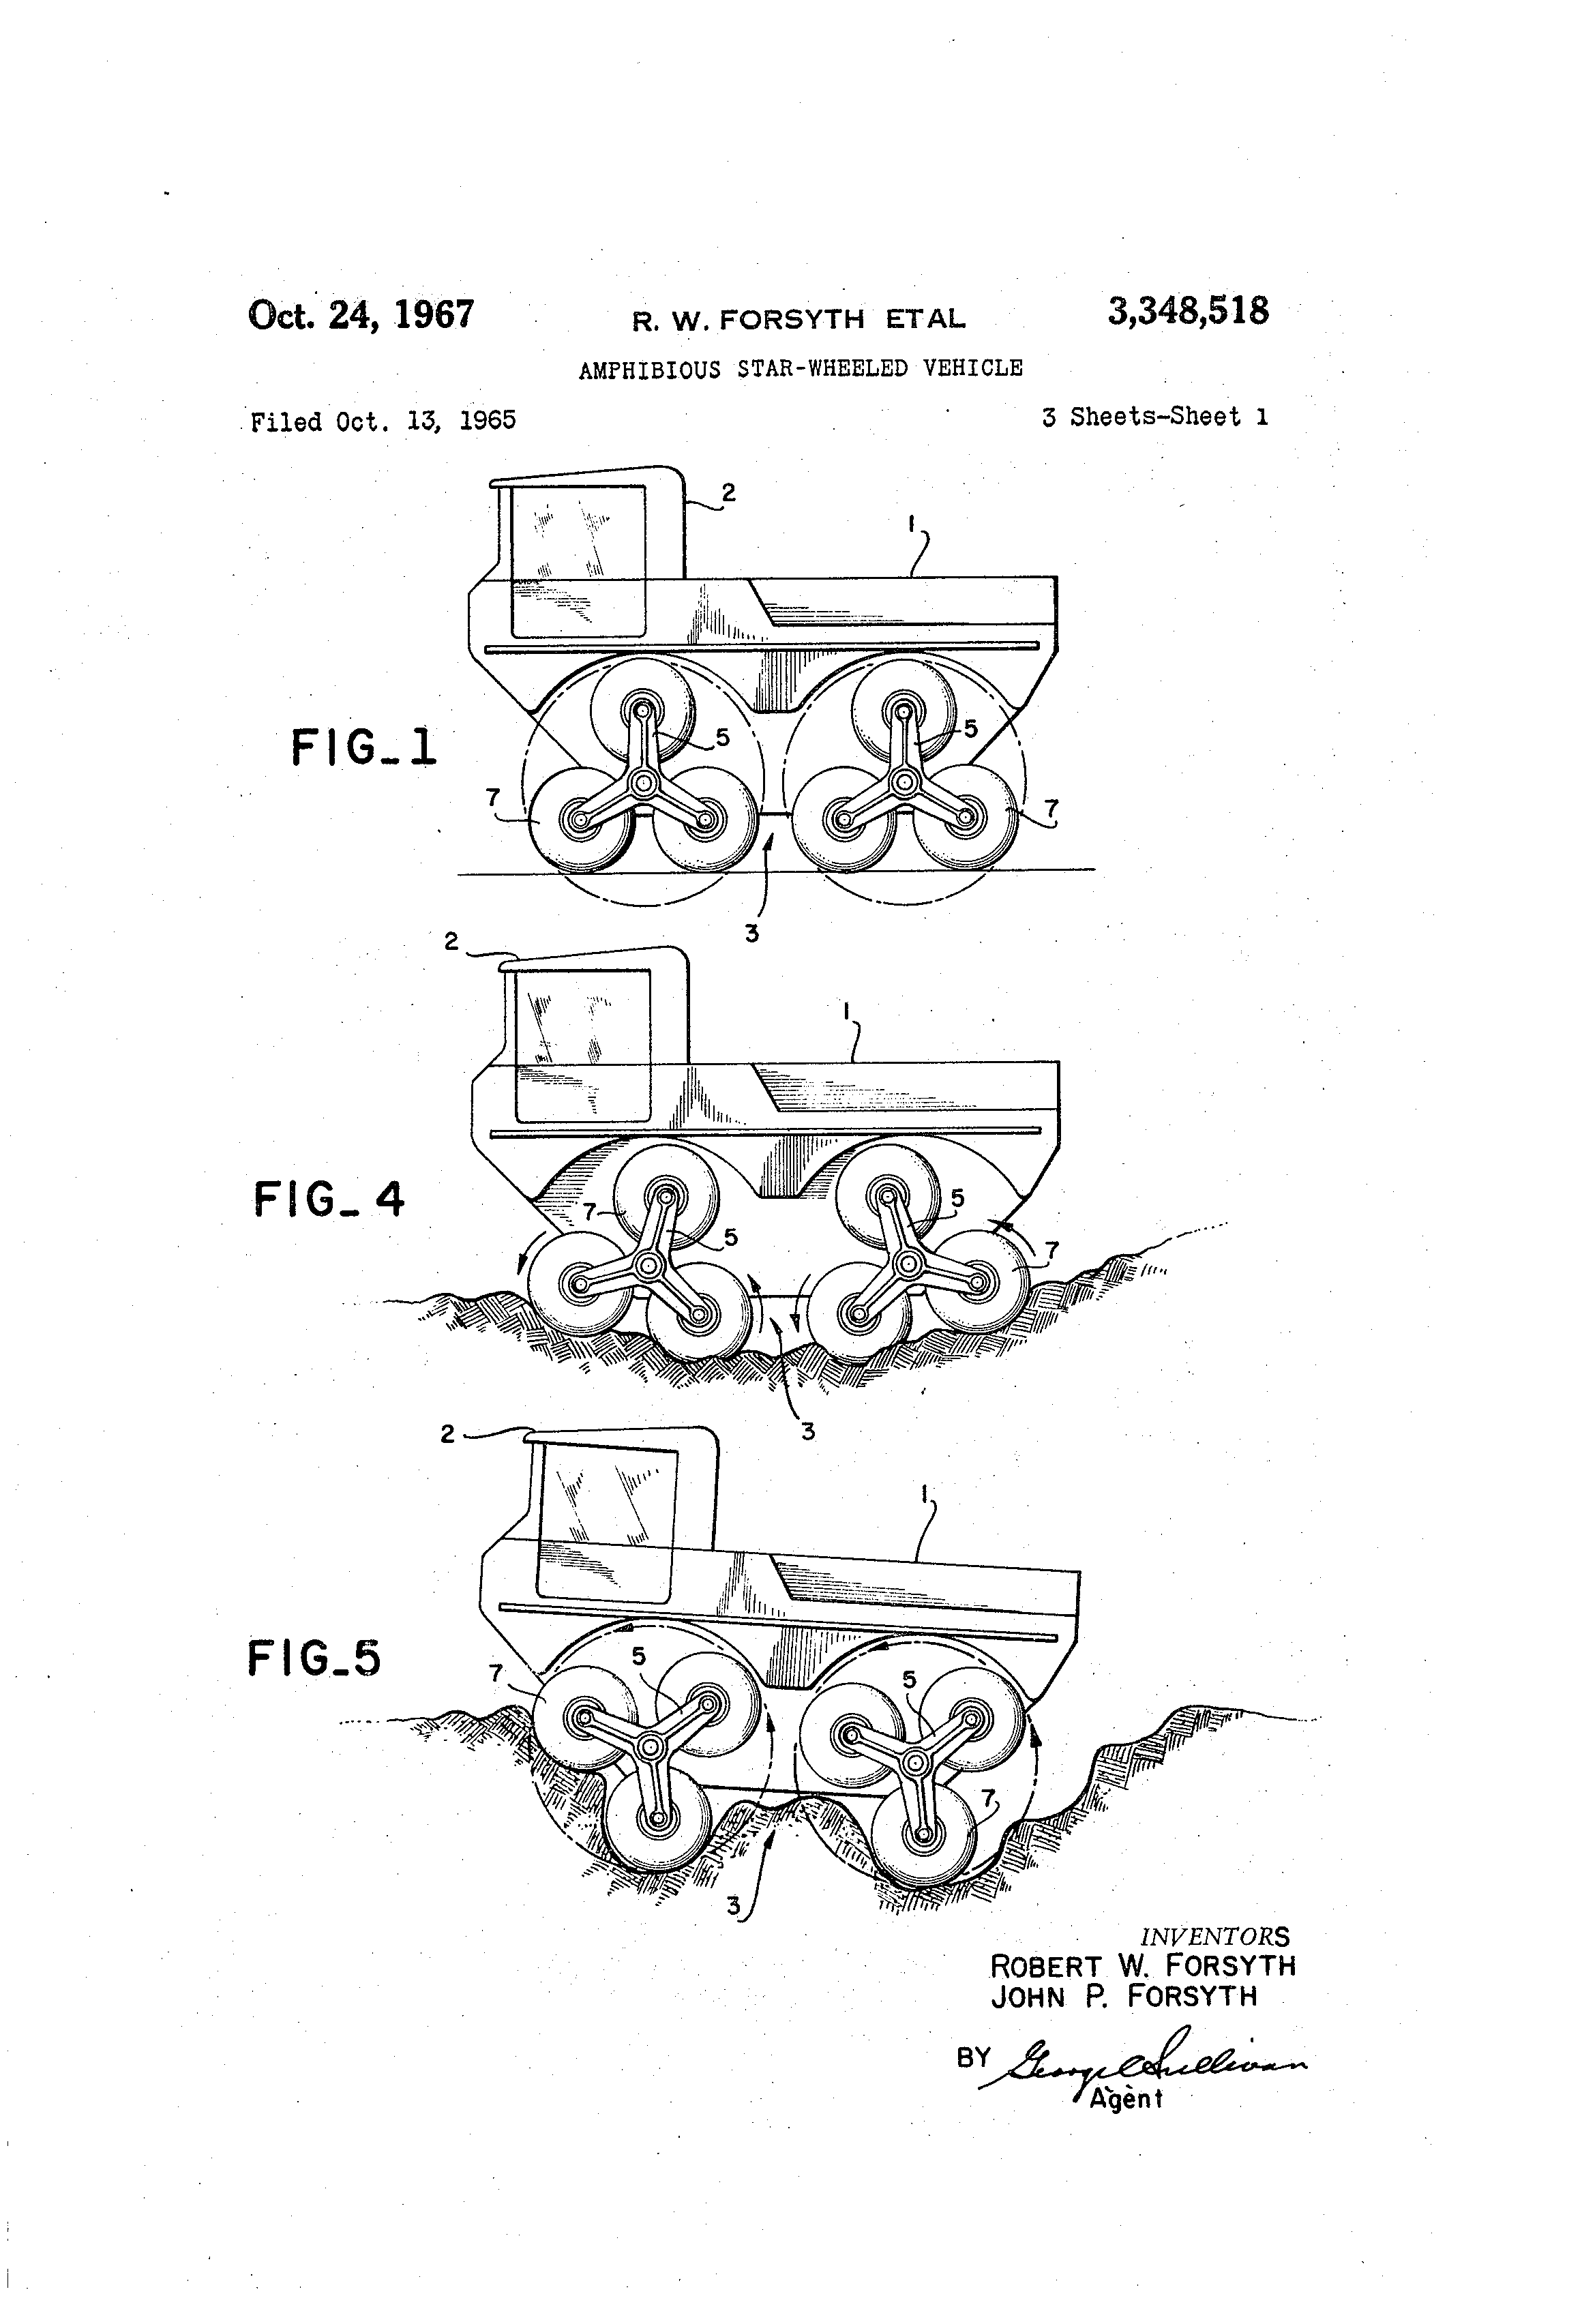 Oct. 24, 1967 R. W. FORSYTH ETAL 3,348,518
AMPHIBIOUS STAR-WHEELED VEHICLE
Filed Oct. 13, 1965 3 Sheets-Sheet 1
2
1
5
5
FIG_1
7
7
3
2
1
FIG_4
5
7
5
7
3
2
1
FIG_5
5
7
5
7
3
INVENTORS
ROBERT W. FORSYTH
JOHN P. FORSYTH
BY George C Sullivan
Agent